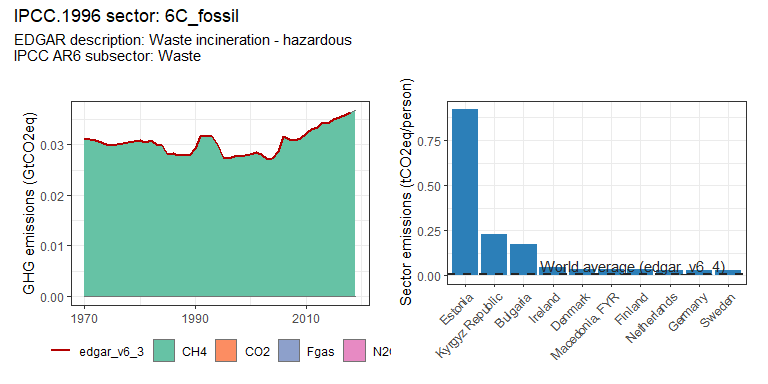 IPCC.1996 sector: 6C_fossil
EDGAR description: Waste incineration - hazardous
IPCC AR6 subsector: Waste
GHG emissions (GtCO2eq)
0.03
0.02
0.01
0.00
1970
1990
2010
edgar_v6_3
CH4
CO2
Fgas
N2
Sector emissions (tCO2eq/person)
0.75
0.50
0.25
0.00
World average (edgar_v6_4)
Estonia
Kyrgyz Republic
Bulgaria
Ireland
Denmark
Macedonia, FYR
Finland
Netherlands
Germany
Sweden